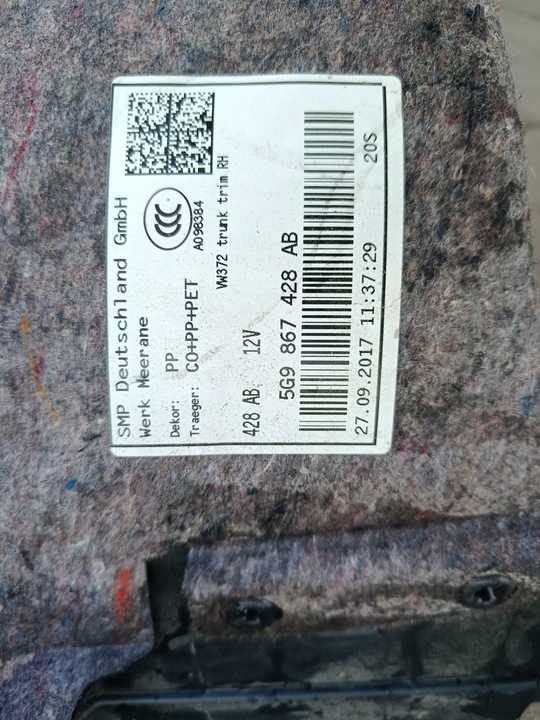 SMP Deutschland GmbH
Werk Meerane
CCC
A098384
Dekor: PP
Traeger: CO+PP+PET
VW372 trunk trim RH
428 AB 12V
5G9 867 428 AB
27.09.2017 11:37:29 20S